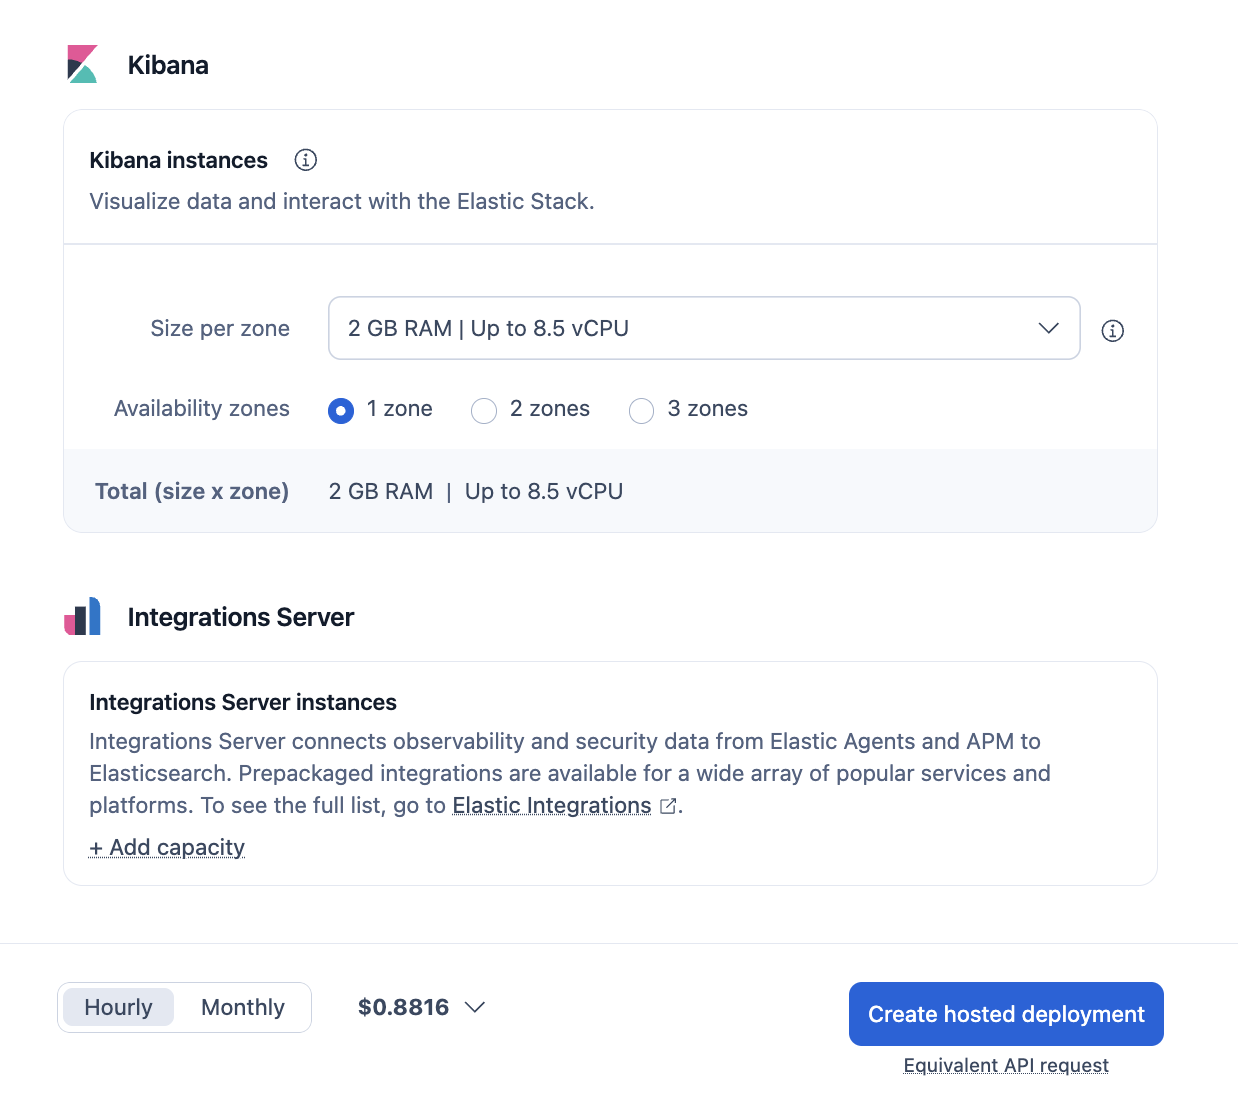 Kibana
Kibana instances
Visualize data and interact with the Elastic Stack.
Size per zone
2 GB RAM | Up to 8.5 vCPU
Availability zones
1 zone
2 zones
3 zones
Total (size x zone)
2 GB RAM | Up to 8.5 vCPU
Integrations Server
Integrations Server instances
Integrations Server connects observability and security data from Elastic Agents and APM to
Elasticsearch. Prepackaged integrations are available for a wide array of popular services and
platforms. To see the full list, go to Elastic Integrations.
+ Add capacity
Hourly
Monthly
$0.8816
Create hosted deployment
Equivalent API request